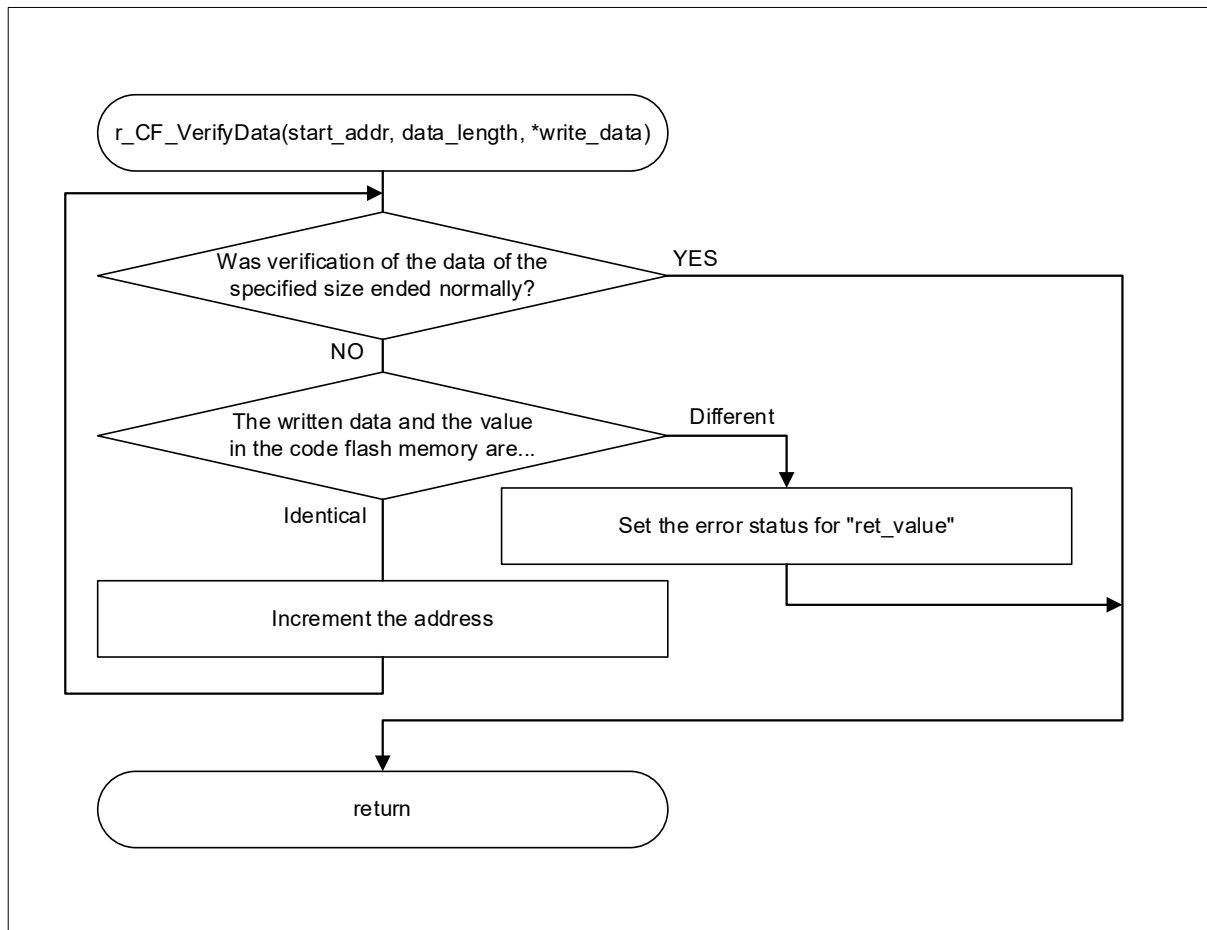 r_CF_VerifyData(start_addr, data_length, *write_data)
Was verification of the data of the
specified size ended normally?
YES
NO
The written data and the value
in the code flash memory are...
Different
Identical
Set the error status for "ret_value"
Increment the address
return